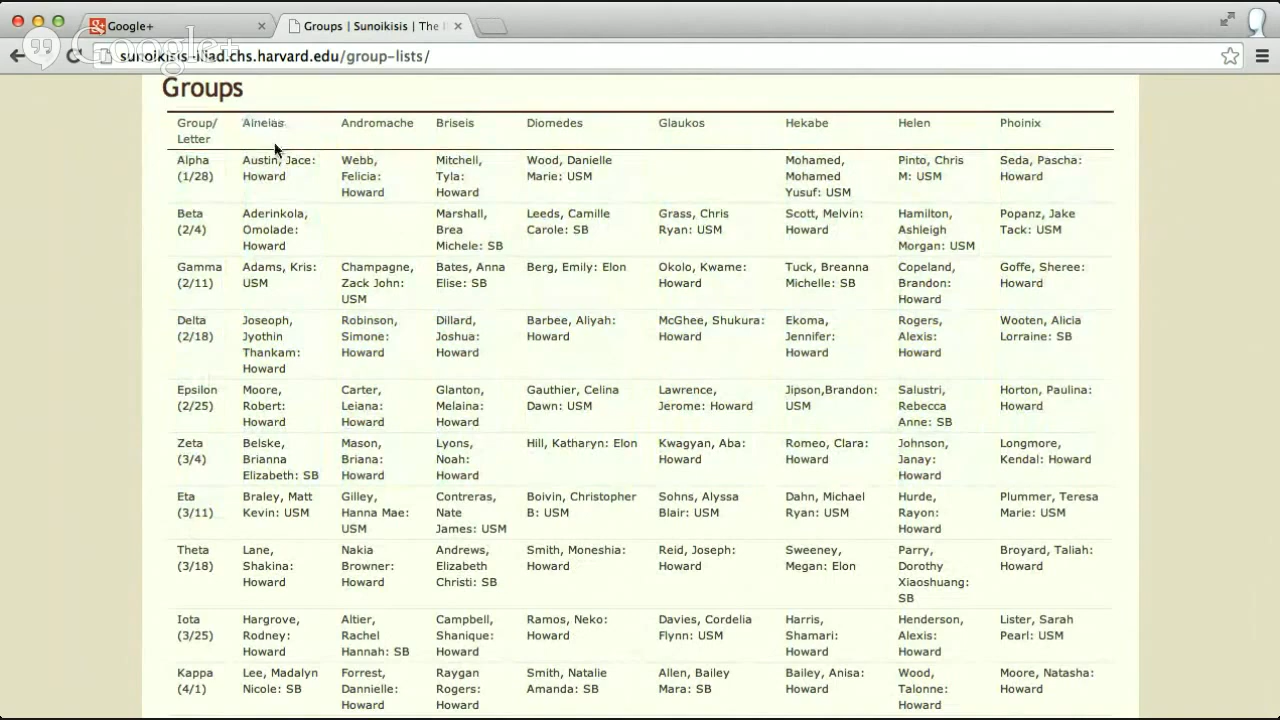 Google+
Groups | Sunoikisis | The
Google+
sunoikisis-iliad.chs.harvard.edu/group-lists/
Groups
Group/ Aineias Andromache Briseis Diomedes Glaukos Hekabe Helen Phoinix
Letter
Alpha Austin, Jace: Webb, Mitchell, Wood, Danielle Mohamed, Pinto, Chris Seda, Pascha:
(1/28) Howard Felicia: Tyla: Marie: USM Mohamed M: USM Howard
Howard Howard Yusuf: USM
Beta Aderinkola, Marshall, Leeds, Camille Grass, Chris Scott, Melvin: Hamilton, Popanz, Jake
(2/4) Omolade: Brea Carole: SB Ryan: USM Howard Ashleigh Tack: USM
Howard Michele: SB Morgan: USM
Gamma Adams, Kris: Champagne, Bates, Anna Berg, Emily: Elon Okolo, Kwame: Tuck, Breanna Copeland, Goffe, Sheree:
(2/11) USM Zack John: Elise: SB Howard Michelle: SB Brandon: Howard
USM Howard
Delta Joseoph, Robinson, Dillard, Barbee, Aliyah: McGhee, Shukura: Ekoma, Rogers, Wooten, Alicia
(2/18) Jyothin Simone: Joshua: Howard Howard Jennifer: Alexis: Lorraine: SB
Thankam: Howard Howard Howard Howard
Howard
Epsilon Moore, Carter, Glanton, Gauthier, Celina Lawrence, Jipson,Brandon: Salustri, Horton, Paulina:
(2/25) Robert: Leiana: Melaina: Dawn: USM Jerome: Howard USM Rebecca Howard
Howard Howard Howard Anne: SB
Zeta Belske, Mason, Lyons, Hill, Katharyn: Elon Kwagyan, Aba: Romeo, Clara: Johnson, Longmore,
(3/4) Brianna Briana: Noah: Howard Howard Janay: Kendal: Howard
Elizabeth: SB Howard Howard Howard
Eta Braley, Matt Gilley, Contreras, Boivin, Christopher Sohns, Alyssa Dahn, Michael Hurde, Plummer, Teresa
(3/11) Kevin: USM Hanna Mae: Nate B: USM Blair: USM Ryan: USM Rayon: Marie: USM
USM James: USM Howard
Theta Lane, Nakia Andrews, Smith, Moneshia: Reid, Joseph: Sweeney, Parry, Broyard, Taliah:
(3/18) Shakina: Browner: Elizabeth Howard Howard Megan: Elon Dorothy Howard
Howard Howard Christi: SB Xiaoshuang:
SB
Iota Hargrove, Altier, Campbell, Ramos, Neko: Davies, Cordelia Harris, Henderson, Lister, Sarah
(3/25) Rodney: Rachel Shanique: Howard Flynn: USM Shamari: Alexis: Pearl: USM
Howard Hannah: SB Howard Howard Howard
Kappa Lee, Madalyn Forrest, Raygan Smith, Natalie Allen, Bailey Bailey, Anisa: Wood, Moore, Natasha:
(4/1) Nicole: SB Dannielle: Rogers: Amanda: SB Mara: SB Howard Talonne: Howard
Howard Howard Howard